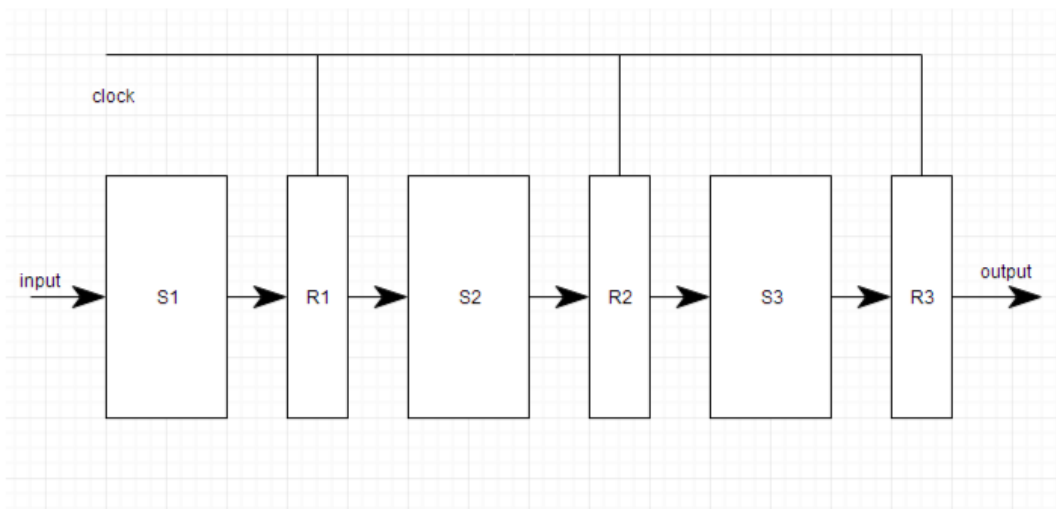 clock
input
S1
R1
S2
R2
S3
R3
output